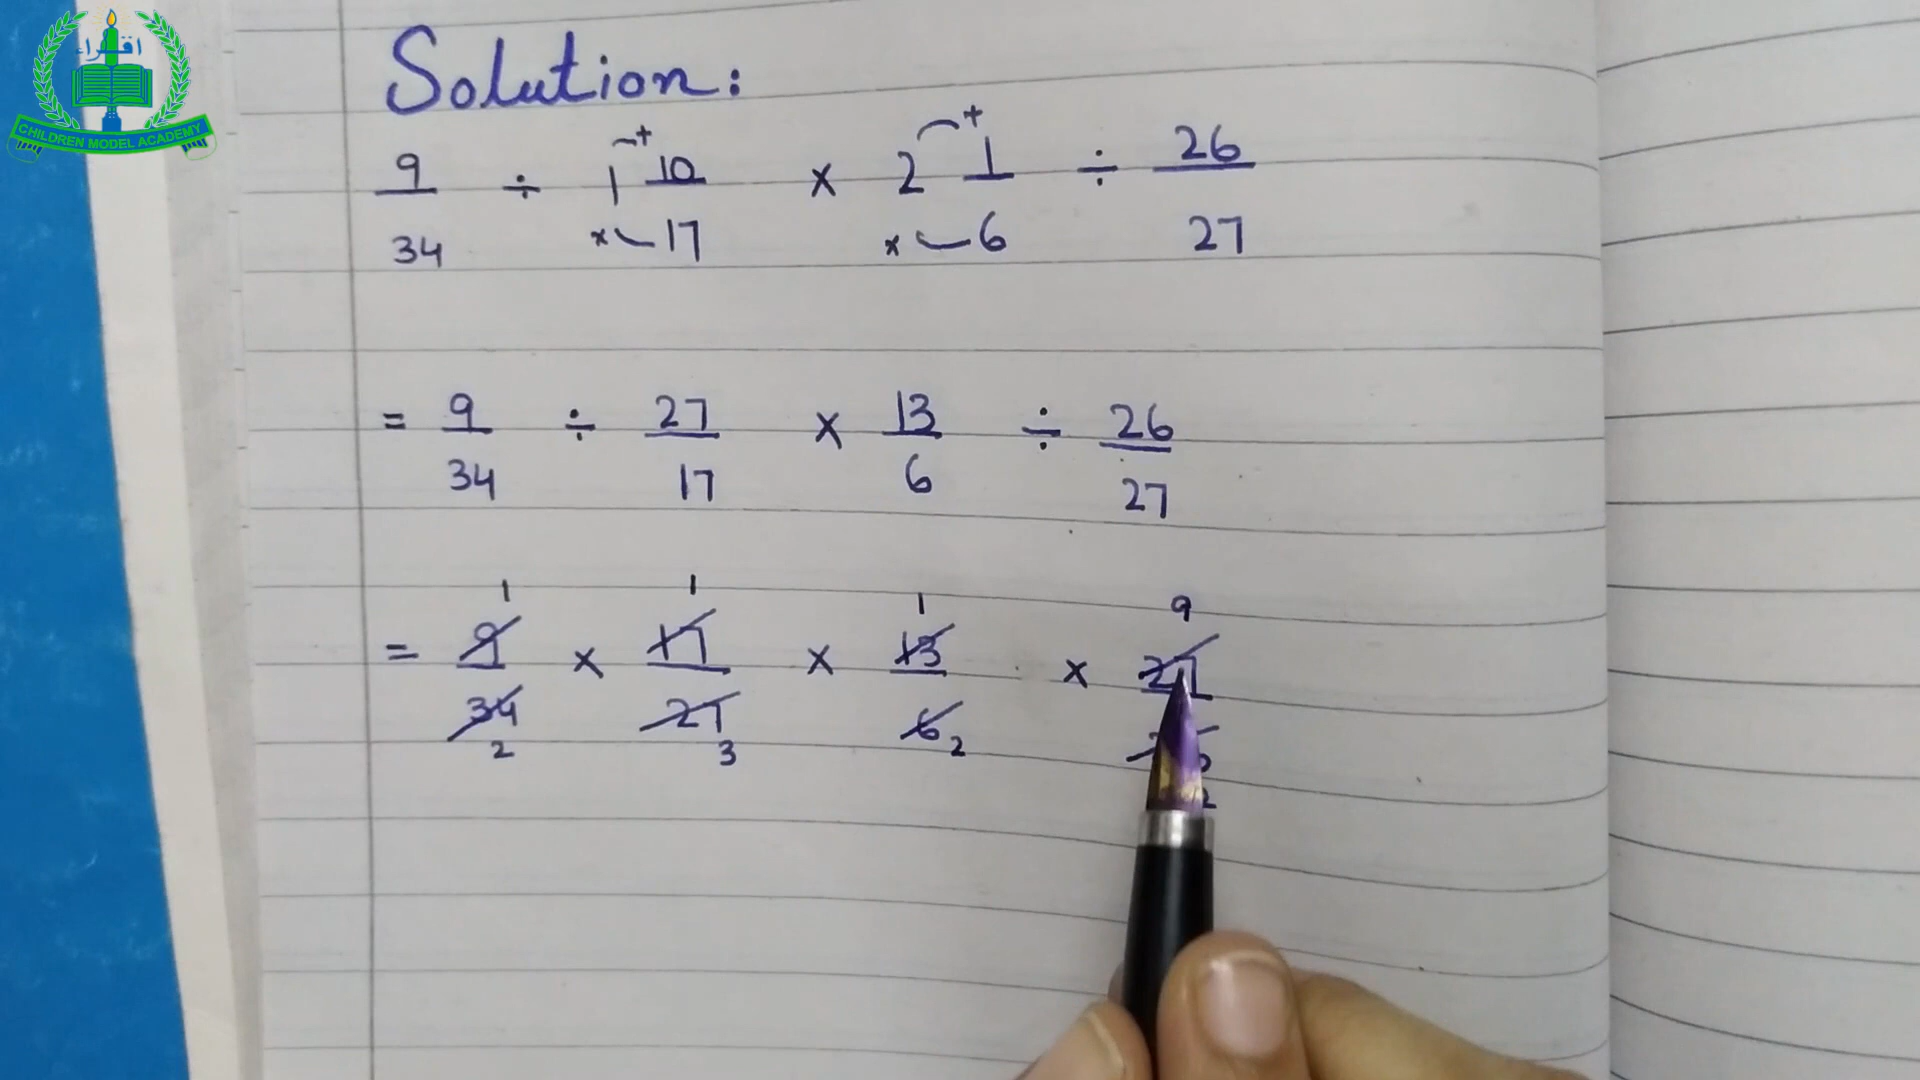 اقراء
CHILDREN MODEL ACADEMY
Solution:
9/34 ÷ 1 10/17 × 2 1/6 ÷ 26/27
= 9/34 ÷ 27/17 × 13/6 ÷ 26/27
1 1 1 9
= 9/34 × 17/27 × 13/6 × 27/26
2 3 2 2